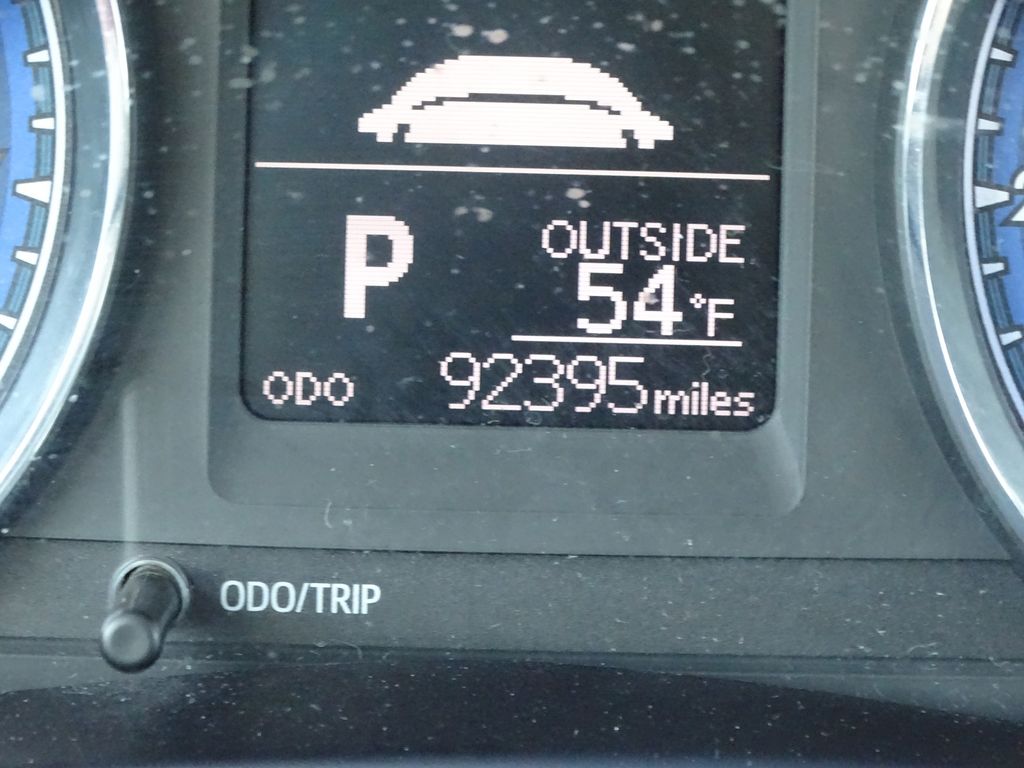 P
OUTSIDE
54°F
ODO 92395 miles
ODO/TRIP